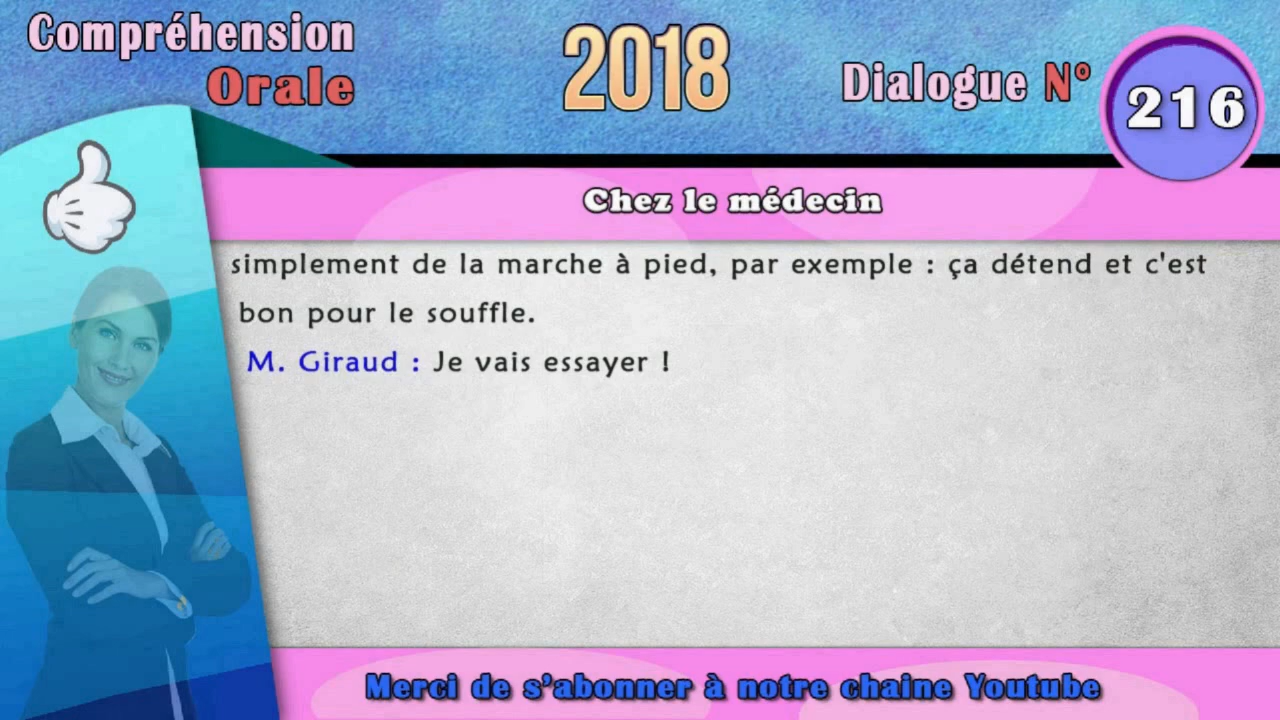 Compréhension
Orale
2018
Dialogue N°
216
Chez le médecin
simplement de la marche à pied, par exemple : ça détend et c'est
bon pour le souffle.
M. Giraud : Je vais essayer !
Merci de s'abonner à notre chaine Youtube